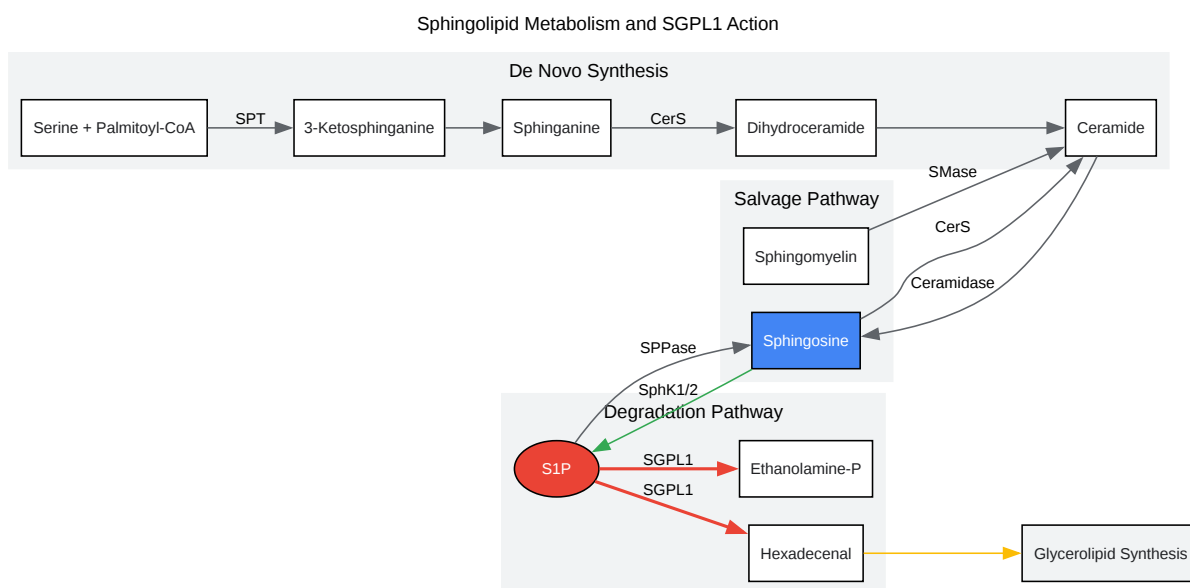 Sphingolipid Metabolism and SGPL1 Action
De Novo Synthesis
Serine + Palmitoyl-CoA
SPT
3-Ketosphinganine
Sphinganine
CerS
Dihydroceramide
Ceramide
SMase
Salvage Pathway
CerS
Sphingomyelin
Ceramidase
Sphingosine
SPPase
SphK1/2
Degradation Pathway
S1P
SGPL1
Ethanolamine-P
SGPL1
Hexadecenal
Glycerolipid Synthesis